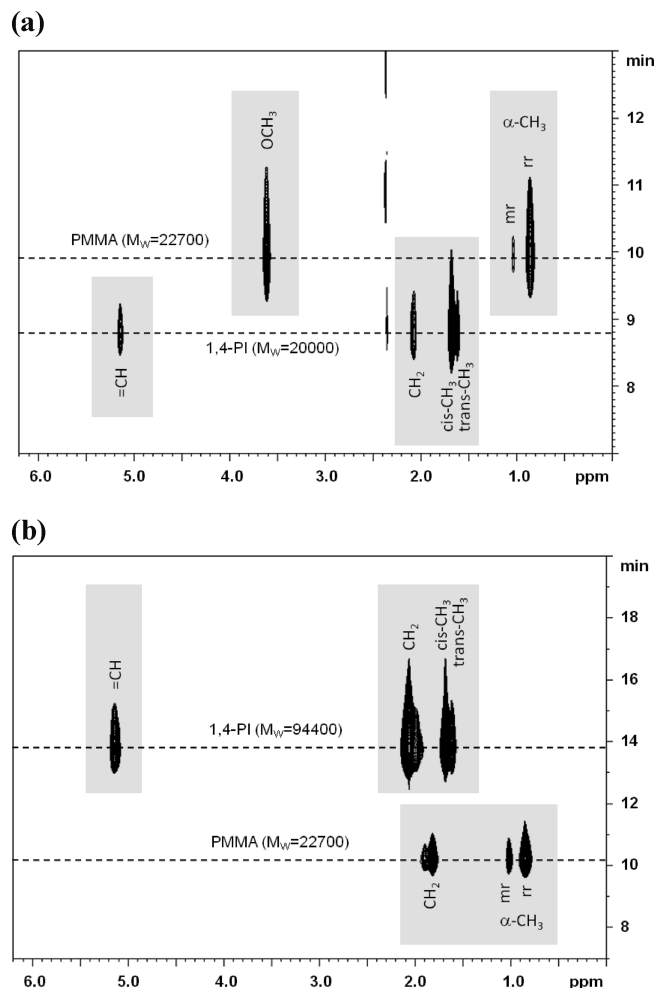 (a)
min
12
11
10
9
8
OCH3
α-CH3
mr
rr
PMMA (MW=22700)
1,4-PI (MW=20000)
=CH
CH2
cis-CH3
trans-CH3
6.0 5.0 4.0 3.0 2.0 1.0 ppm
(b)
min
18
16
14
12
10
8
=CH
CH2
cis-CH3
trans-CH3
1,4-PI (MW=94400)
PMMA (MW=22700)
CH2
mr
rr
α-CH3
6.0 5.0 4.0 3.0 2.0 1.0 ppm